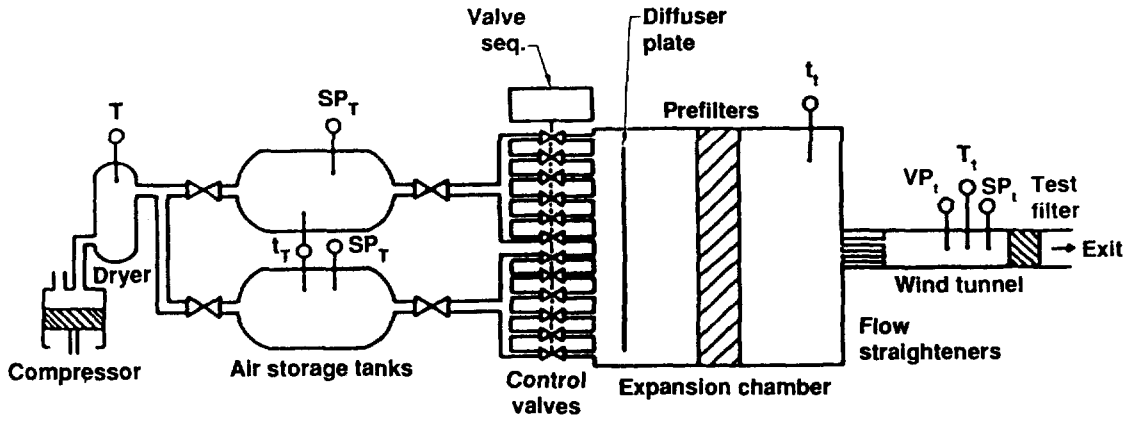 Valve
seq.
Diffuser
plate
T
SP_T
Prefilters
t_t
VP_t
T_t
SP_t
Test
filter
t_T
SP_T
Exit
Dryer
Wind tunnel
Flow
straighteners
Compressor
Air storage tanks
Control
valves
Expansion chamber